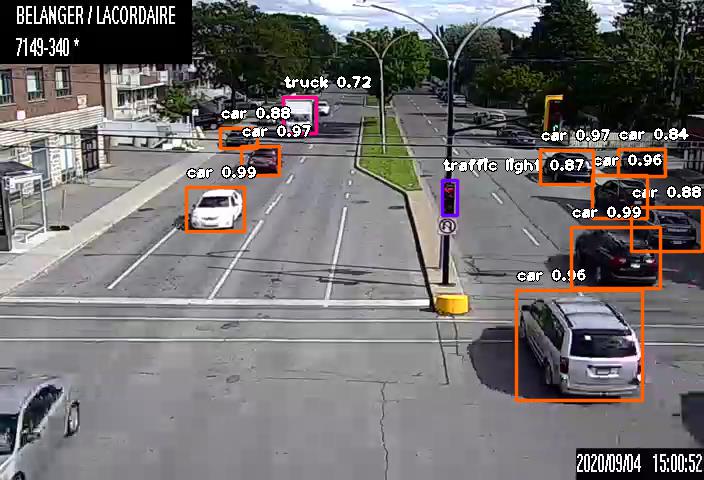 BELANGER / LACORDAIRE
7149-340 *
truck 0.72
car 0.88
car 0.97
car 0.99
car 0.97
car 0.84
traffic light 0.87
car 0.96
car 0.88
car 0.99
car 0.96
2020/09/04 15:00:52